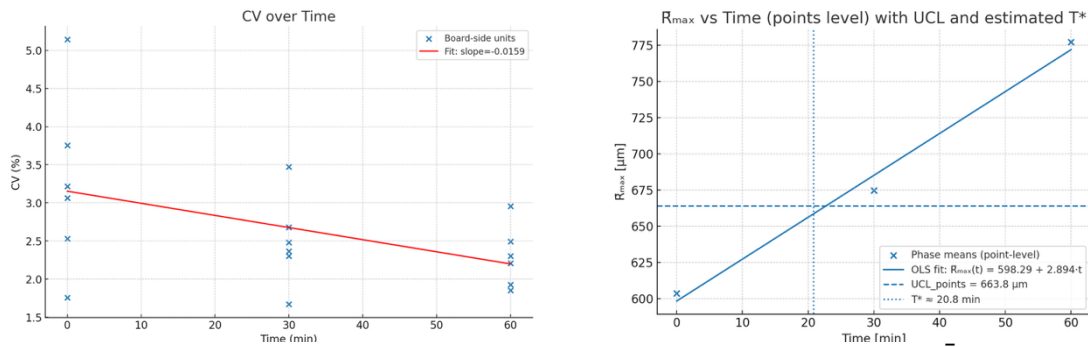 CV over Time
CV (%)
5.0
4.5
4.0
3.5
3.0
2.5
2.0
1.5
Board-side units
Fit: slope=-0.0159
0 10 20 30 40 50 60
Time (min)
R̄ₘₐₓ vs Time (points level) with UCL and estimated T*
R̄ₘₐₓ [µm]
775
750
725
700
675
650
625
600
Phase means (point-level)
OLS fit: R̄ₘₐₓ(t) = 598.29 + 2.894·t
UCL_points = 663.8 µm
T* ≈ 20.8 min
0 10 20 30 40 50 60
Time [min]